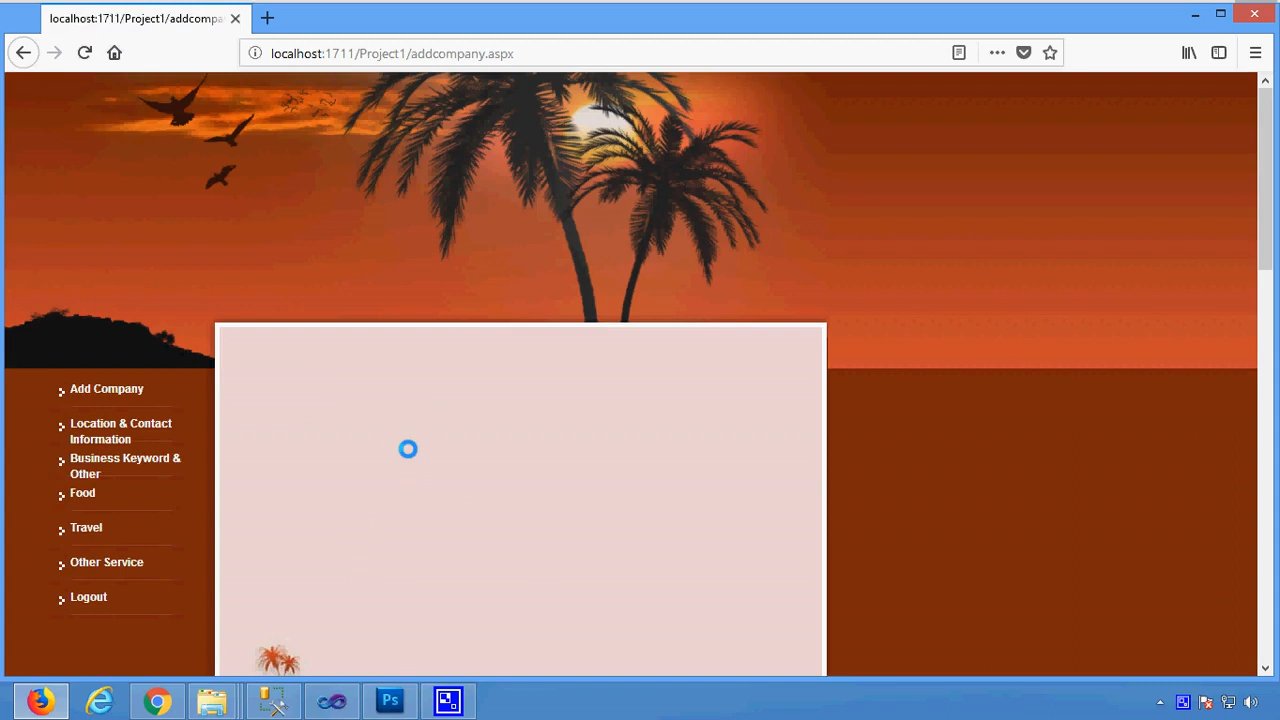 localhost:1711/Project1/addcompa
localhost:1711/Project1/addcompany.aspx
Add Company
Location & Contact
Information
Business Keyword &
Other
Food
Travel
Other Service
Logout
Ps